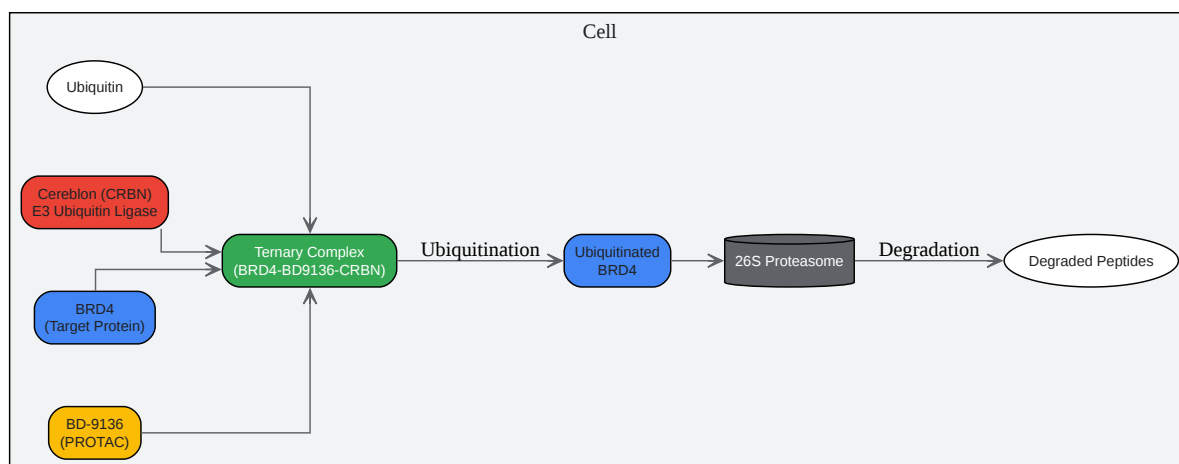 Cell
Ubiquitin
Cereblon (CRBN)
E3 Ubiquitin Ligase
BRD4
(Target Protein)
BD-9136
(PROTAC)
Ternary Complex
(BRD4-BD9136-CRBN)
Ubiquitination
Ubiquitinated
BRD4
26S Proteasome
Degradation
Degraded Peptides